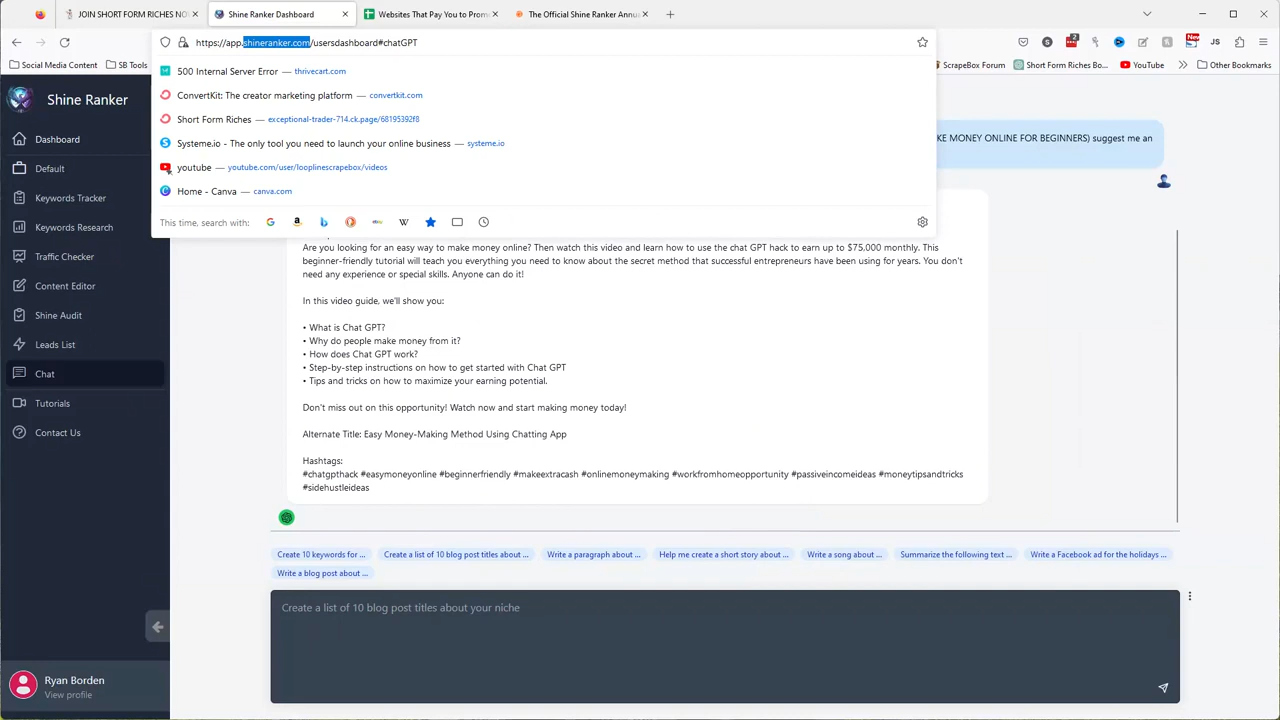 JOIN SHORT FORM RICHES NO
Shine Ranker Dashboard
Websites That Pay You to Prom
The Official Shine Ranker Annu
https://app.shineranker.com/usersdashboard#chatGPT
New
2
JS
Social Media Content
SB Tools
ScrapeBox Forum
Short Form Riches Bo...
YouTube
Other Bookmarks
500 Internal Server Error — thrivecart.com
ConvertKit: The creator marketing platform — convertkit.com
Short Form Riches — exceptional-trader-714.ck.page/68195392f8
Systeme.io - The only tool you need to launch your online business — systeme.io
youtube — youtube.com/user/looplinescrapebox/videos
Home - Canva — canva.com
This time, search with:
Shine Ranker
Dashboard
Default
Keywords Tracker
Keywords Research
Traffic Checker
Content Editor
Shine Audit
Leads List
Chat
Tutorials
Contact Us
Ryan Borden
View profile
KE MONEY ONLINE FOR BEGINNERS) suggest me an
Are you looking for an easy way to make money online? Then watch this video and learn how to use the chat GPT hack to earn up to $75,000 monthly. This
beginner-friendly tutorial will teach you everything you need to know about the secret method that successful entrepreneurs have been using for years. You don't
need any experience or special skills. Anyone can do it!
In this video guide, we'll show you:
• What is Chat GPT?
• Why do people make money from it?
• How does Chat GPT work?
• Step-by-step instructions on how to get started with Chat GPT
• Tips and tricks on how to maximize your earning potential.
Don't miss out on this opportunity! Watch now and start making money today!
Alternate Title: Easy Money-Making Method Using Chatting App
Hashtags:
#chatgpthack #easymoneyonline #beginnerfriendly #makeextracash #onlinemoneymaking #workfromhomeopportunity #passiveincomeideas #moneytipsandtricks
#sidehustleideas
Create 10 keywords for ...
Create a list of 10 blog post titles about ...
Write a paragraph about ...
Help me create a short story about ...
Write a song about ...
Summarize the following text ...
Write a Facebook ad for the holidays ...
Write a blog post about ...
Create a list of 10 blog post titles about your niche